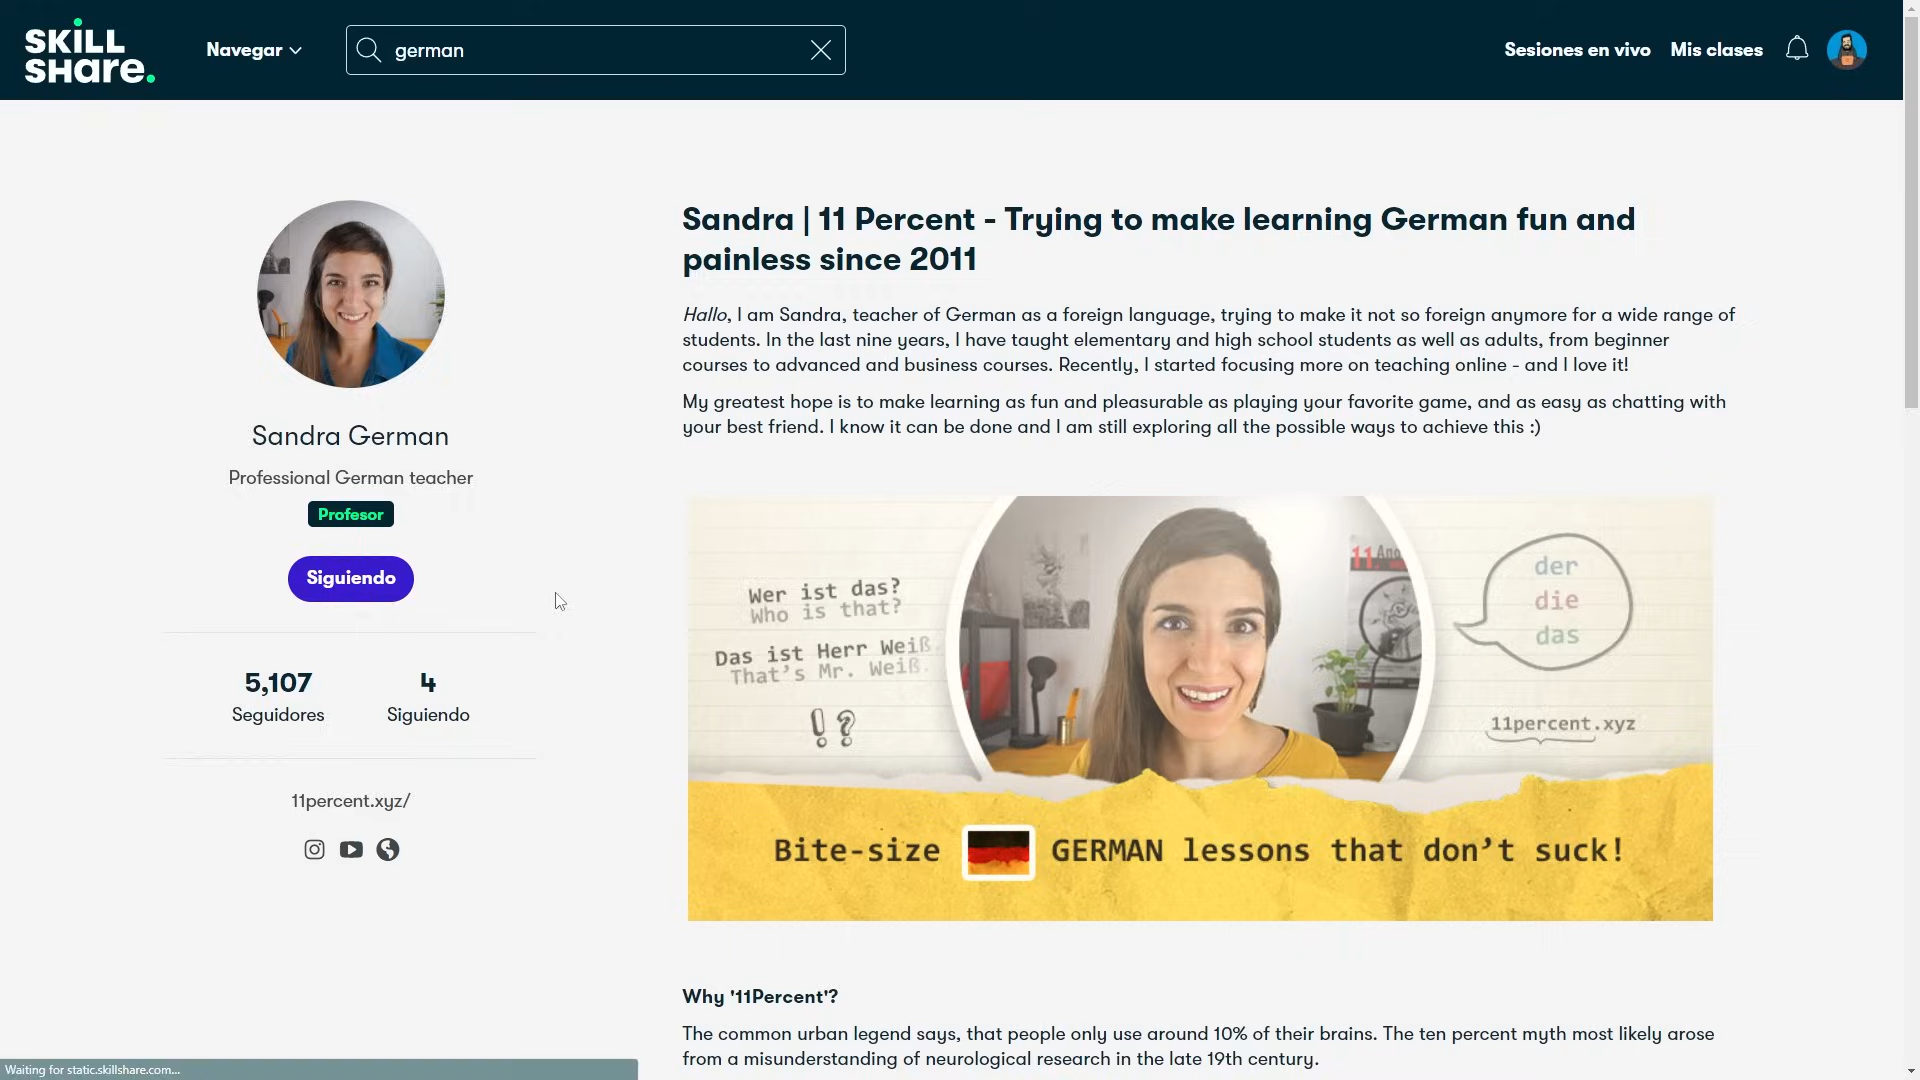 SKILL
SHare.
Navegar
german
Sesiones en vivo
Mis clases
Sandra German
Professional German teacher
Profesor
Siguiendo
5,107
Seguidores
4
Siguiendo
11percent.xyz/
Sandra | 11 Percent - Trying to make learning German fun and
painless since 2011
Hallo, I am Sandra, teacher of German as a foreign language, trying to make it not so foreign anymore for a wide range of
students. In the last nine years, I have taught elementary and high school students as well as adults, from beginner
courses to advanced and business courses. Recently, I started focusing more on teaching online - and I love it!
My greatest hope is to make learning as fun and pleasurable as playing your favorite game, and as easy as chatting with
your best friend. I know it can be done and I am still exploring all the possible ways to achieve this :)
Wer ist das?
Who is that?
Das ist Herr Weiß.
That's Mr. Weiß.
!?
11.
der
die
das
11percent.xyz
Bite-size GERMAN lessons that don't suck!
Why '11Percent'?
The common urban legend says, that people only use around 10% of their brains. The ten percent myth most likely arose
from a misunderstanding of neurological research in the late 19th century.
Waiting for static.skillshare.com...